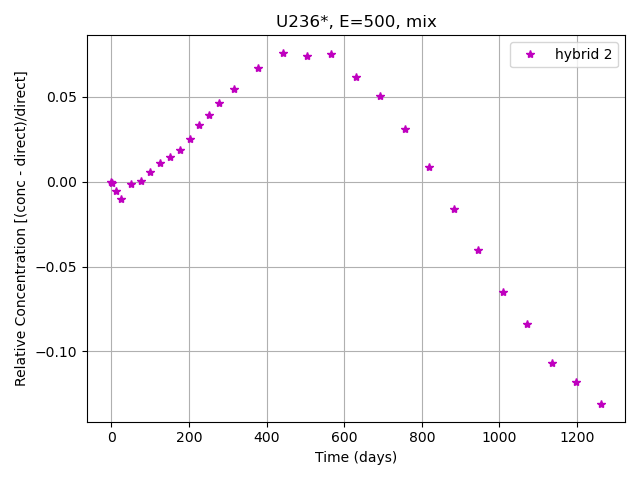 U236*, E=500, mix
hybrid 2
Relative Concentration [(conc - direct)/direct]
0.05
0.00
−0.05
−0.10
0 200 400 600 800 1000 1200
Time (days)